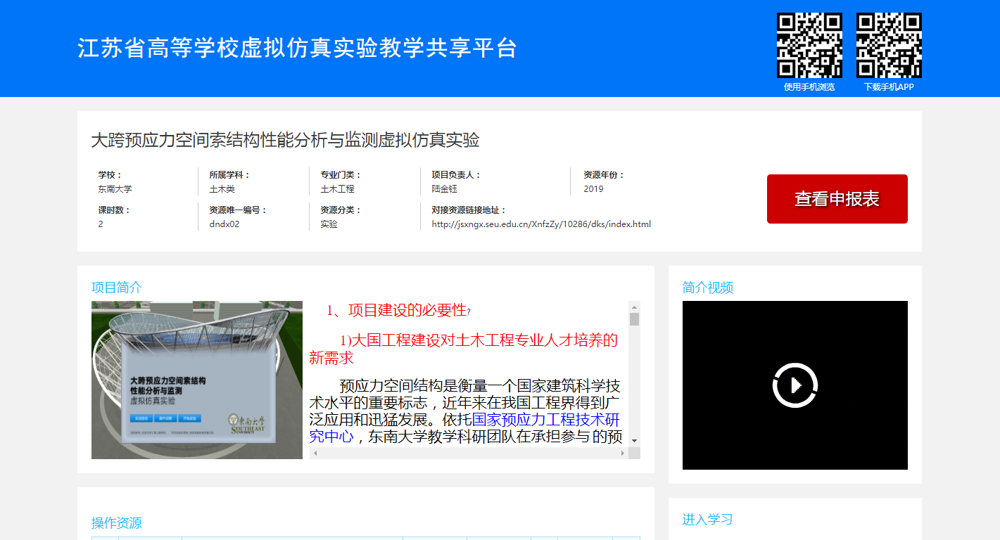 江苏省高等学校虚拟仿真实验教学共享平台
使用手机浏览
下载手机APP
大跨预应力空间索结构性能分析与监测虚拟仿真实验
学校：
东南大学
所属学科：
土木类
专业门类：
土木工程
项目负责人：
陆金钰
资源年份：
2019
课时数：
2
资源唯一编号：
dndx02
资源分类：
实验
对接资源链接地址：
http://jsxngx.seu.edu.cn/XnfzZy/10286/dks/index.html
查看申报表
项目简介
大跨预应力空间索结构
性能分析与监测
虚拟仿真实验
东南大学
SOUTHEAST
UNIVERSITY
1、项目建设的必要性?
1)大国工程建设对土木工程专业人才培养的
新需求
预应力空间结构是衡量一个国家建筑科学技
术水平的重要标志，近年来在我国工程界得到广
泛应用和迅猛发展。依托国家预应力工程技术研
究中心，东南大学教学科研团队在承担参与的预
简介视频
操作资源
进入学习